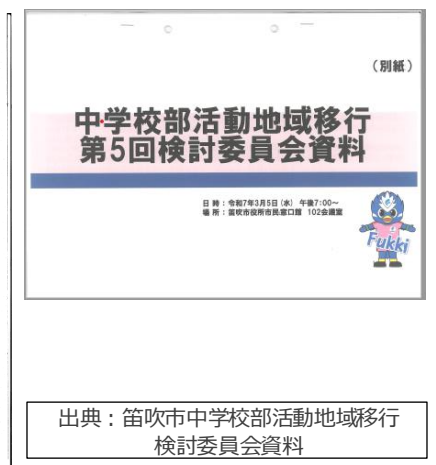 （別紙）
中学校部活動地域移行
第5回検討委員会資料
日 時：令和7年3月5日（水） 午後7:00～
場 所：笛吹市役所市民窓口館 102会議室
Fukki
出典：笛吹市中学校部活動地域移行
検討委員会資料